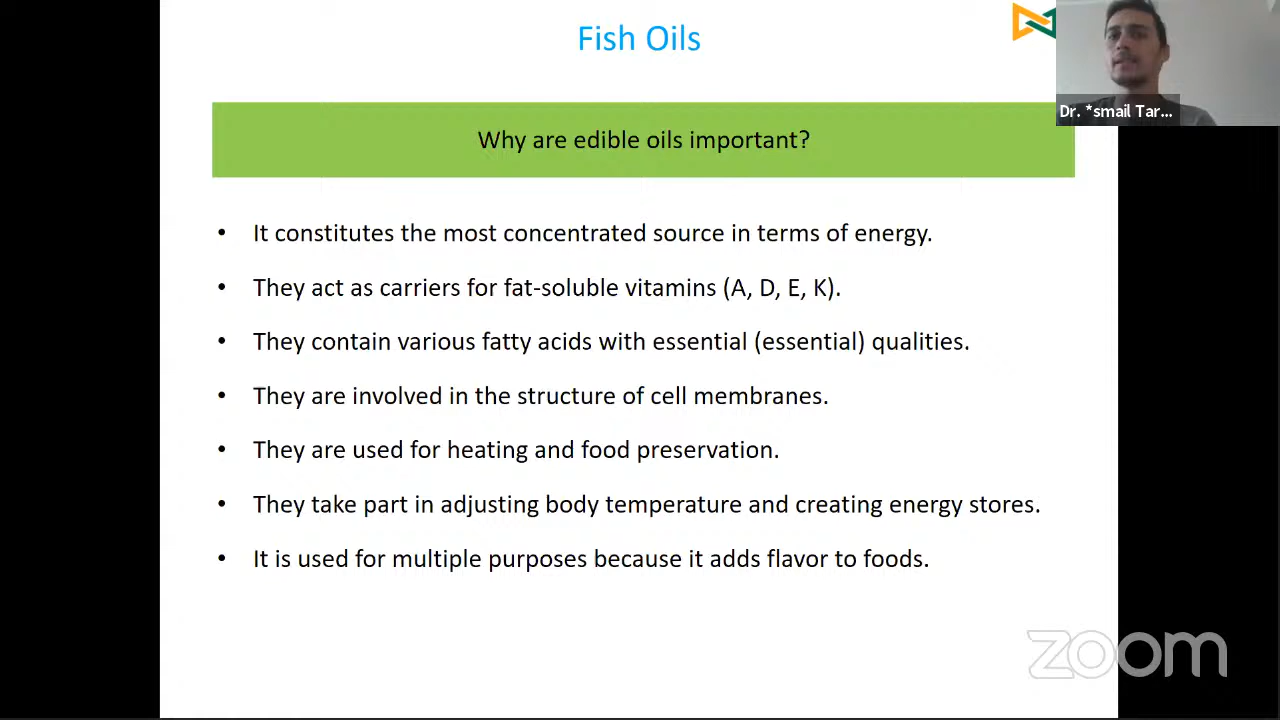 Fish Oils
Dr. *smail Tar...
Why are edible oils important?
• It constitutes the most concentrated source in terms of energy.
• They act as carriers for fat-soluble vitamins (A, D, E, K).
• They contain various fatty acids with essential (essential) qualities.
• They are involved in the structure of cell membranes.
• They are used for heating and food preservation.
• They take part in adjusting body temperature and creating energy stores.
• It is used for multiple purposes because it adds flavor to foods.
zoom